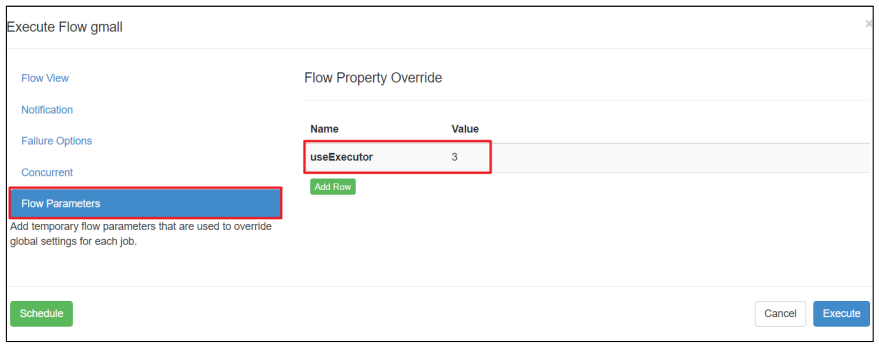 Execute Flow gmall
×
Flow View
Notification
Failure Options
Concurrent
Flow Parameters
Add temporary flow parameters that are used to override
global settings for each job.
Flow Property Override
Name Value
useExecutor 3
Add Row
Schedule
Cancel Execute